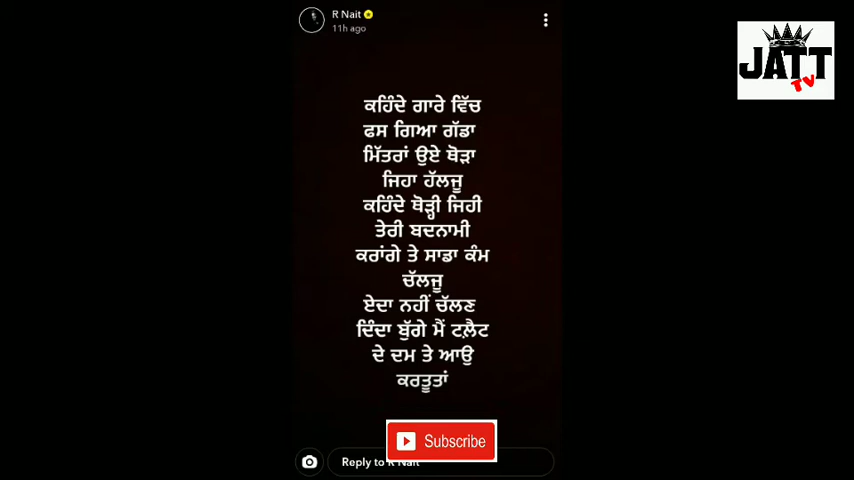 R Nait
11h ago
JATT
TV
ਕਹਿੰਦੇ ਗਾਰੇ ਵਿੱਚ
ਫਸ ਗਿਆ ਗੱਡਾ
ਮਿੱਤਰਾਂ ਉਏ ਥੋੜਾ
ਜਿਹਾ ਹੱਲਜੂ
ਕਹਿੰਦੇ ਥੋੜ੍ਹੀ ਜਿਹੀ
ਤੇਰੀ ਬਦਨਾਮੀ
ਕਰਾਂਗੇ ਤੇ ਸਾਡਾ ਕੰਮ
ਚੱਲਜੂ
ਏਦਾ ਨਹੀਂ ਚੱਲਣ
ਦਿੰਦਾ ਬੁੱਗੇ ਮੈਂ ਟਲੈਟ
ਦੇ ਦਮ ਤੇ ਆਉ
ਕਰਤੂਤਾਂ
Subscribe
Reply to R Nait